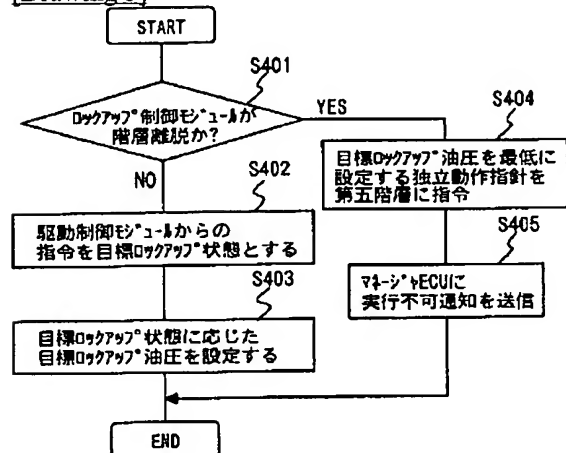 START
S401
ロックアップ制御モジュールが
階層離脱か?
YES
NO
S402
駆動制御モジュールからの
指令を目標ロックアップ状態とする
S403
目標ロックアップ状態に応じた
目標ロックアップ油圧を設定する
S404
目標ロックアップ油圧を最低に
設定する独立動作指針を
第五階層に指令
S405
マネージャECUに
実行不可通知を送信
END